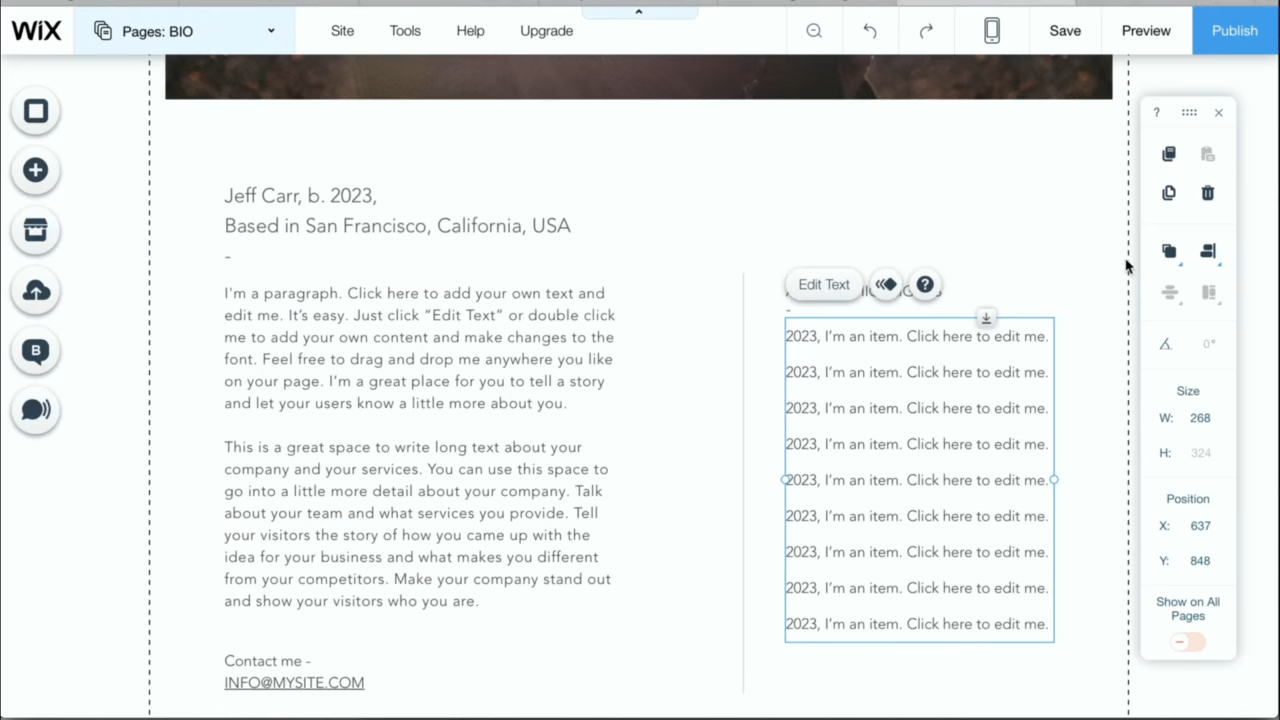 WiX
Pages: BIO
Site
Tools
Help
Upgrade
Save
Preview
Publish
Jeff Carr, b. 2023,
Based in San Francisco, California, USA
-
I'm a paragraph. Click here to add your own text and
edit me. It's easy. Just click “Edit Text” or double click
me to add your own content and make changes to the
font. Feel free to drag and drop me anywhere you like
on your page. I'm a great place for you to tell a story
and let your users know a little more about you.
This is a great space to write long text about your
company and your services. You can use this space to
go into a little more detail about your company. Talk
about your team and what services you provide. Tell
your visitors the story of how you came up with the
idea for your business and what makes you different
from your competitors. Make your company stand out
and show your visitors who you are.
Contact me -
INFO@MYSITE.COM
Edit Text
?
-
2023, I'm an item. Click here to edit me.
2023, I'm an item. Click here to edit me.
2023, I'm an item. Click here to edit me.
2023, I'm an item. Click here to edit me.
2023, I'm an item. Click here to edit me.
2023, I'm an item. Click here to edit me.
2023, I'm an item. Click here to edit me.
2023, I'm an item. Click here to edit me.
2023, I'm an item. Click here to edit me.
B
?
0°
Size
W: 268
H: 324
Position
X: 637
Y: 848
Show on All
Pages